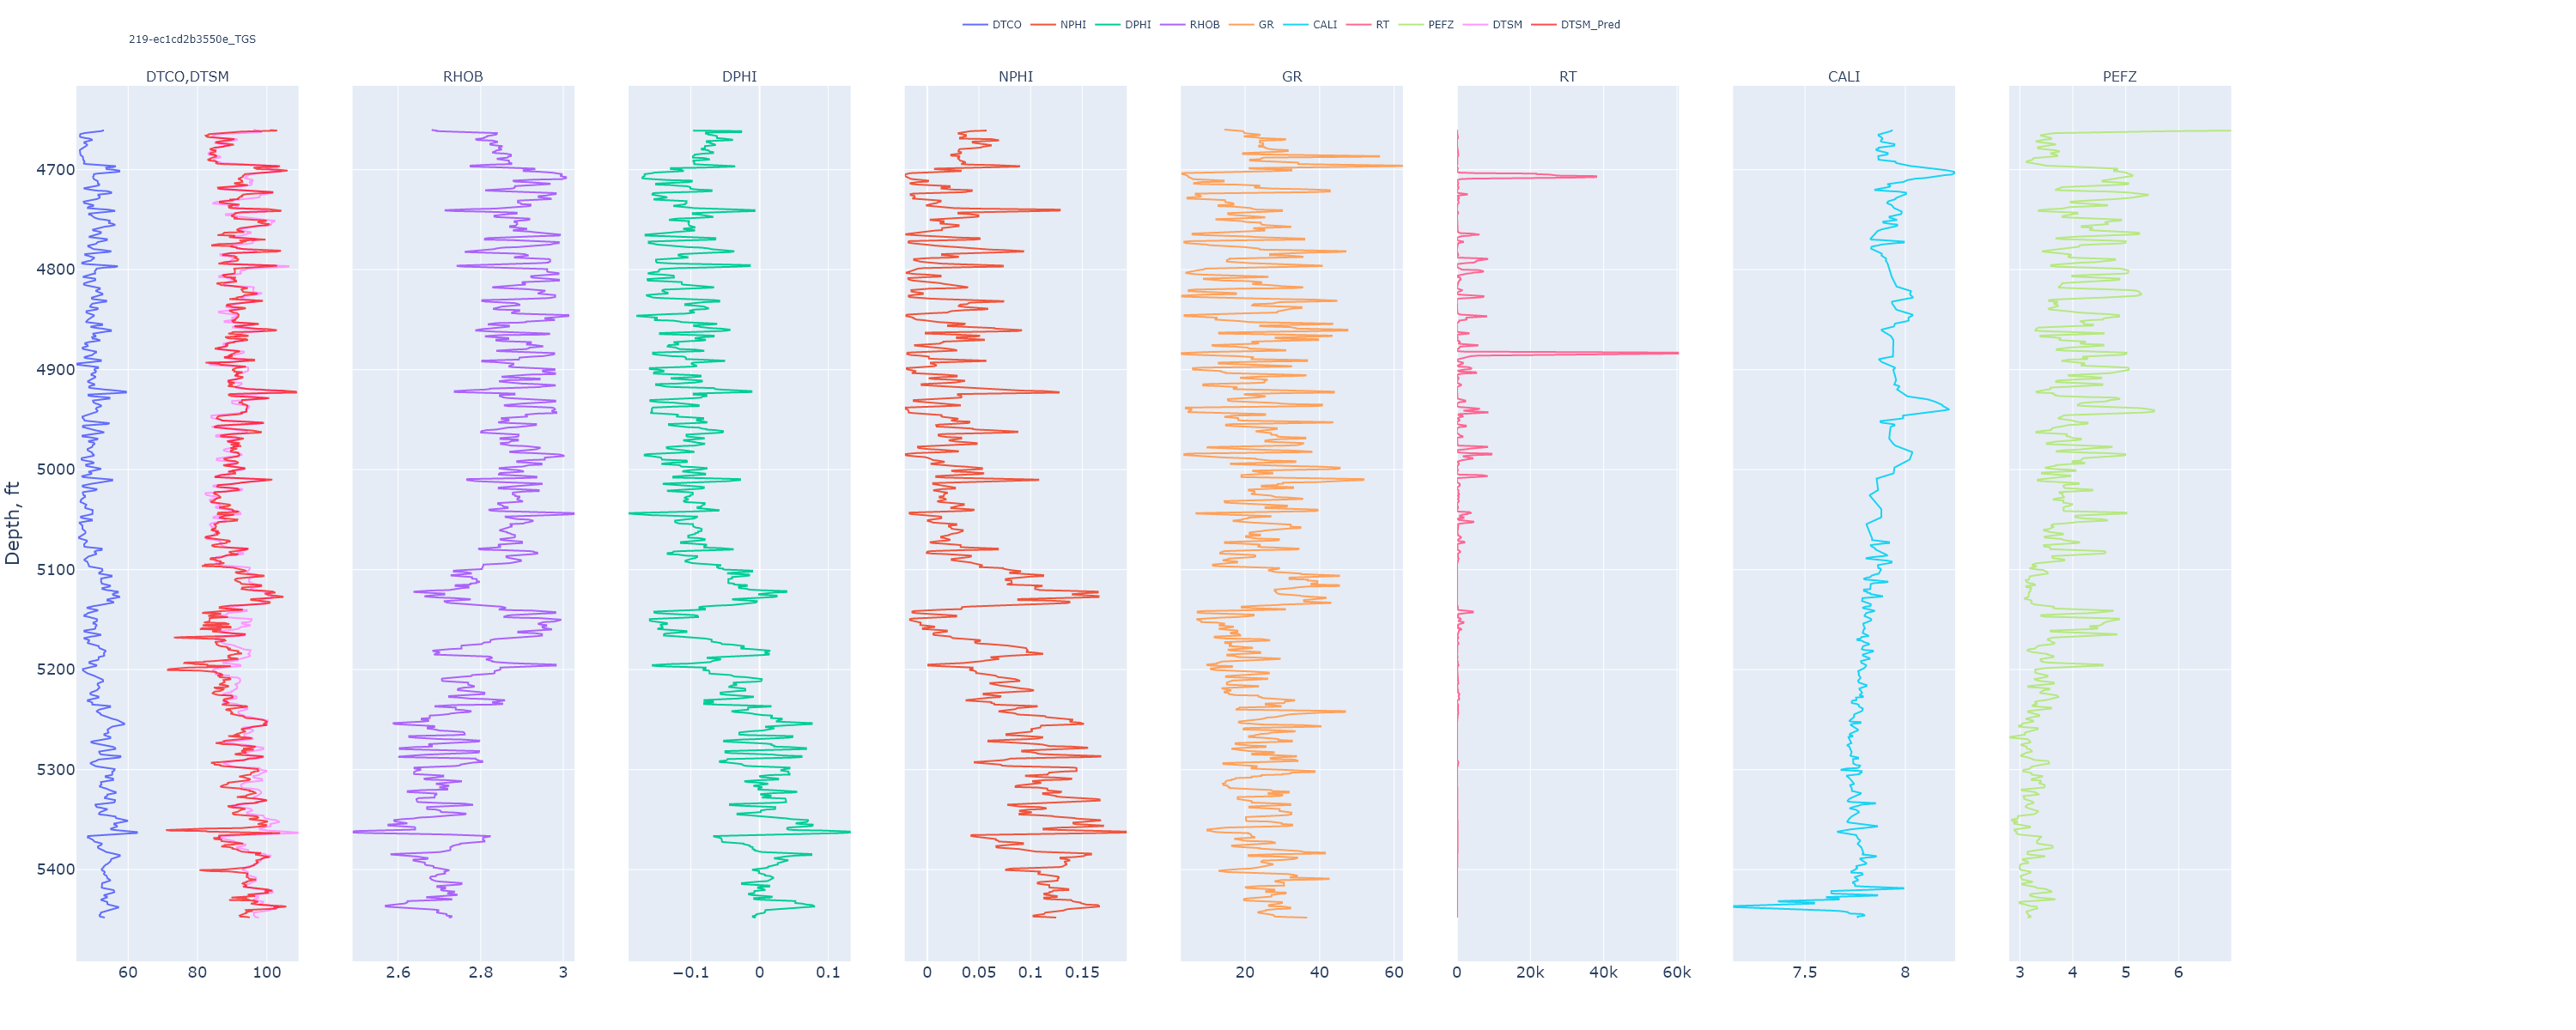 DTCO NPHI DPHI RHOB GR CALI RT PEFZ DTSM DTSM_Pred
219-ec1cd2b3550e_TGS
DTCO,DTSM RHOB DPHI NPHI GR RT CALI PEFZ
4700
4800
4900
5000
5100
5200
5300
5400
Depth, ft
60 80 100 2.6 2.8 3 −0.1 0 0.1 0 0.05 0.1 0.15 20 40 60 0 20k 40k 60k 7.5 8 3 4 5 6